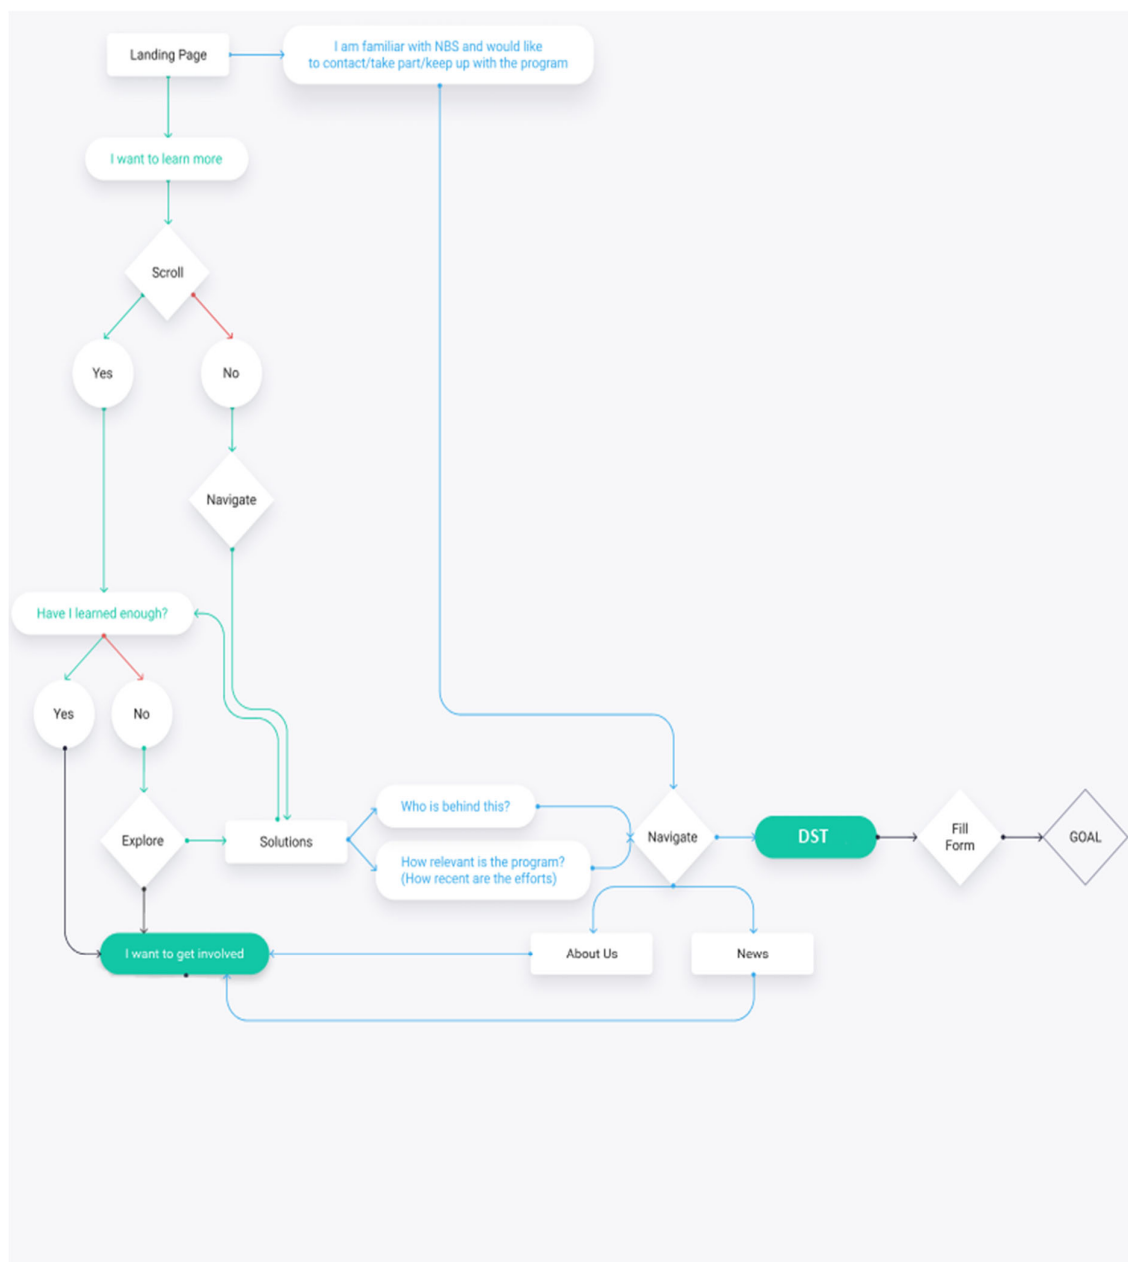 Landing Page
I am familiar with NBS and would like
to contact/take part/keep up with the program
I want to learn more
Scroll
Yes
No
Navigate
Have I learned enough?
Yes
No
Explore
Solutions
Who is behind this?
How relevant is the program?
(How recent are the efforts)
Navigate
DST
Fill
Form
GOAL
I want to get involved
About Us
News